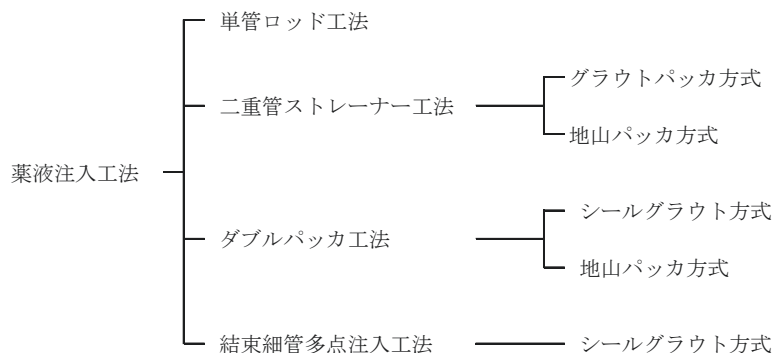 単管ロッド工法
グラウトパッカ方式
二重管ストレーナー工法
地山パッカ方式
薬液注入工法
シールグラウト方式
ダブルパッカ工法
地山パッカ方式
結束細管多点注入工法
シールグラウト方式